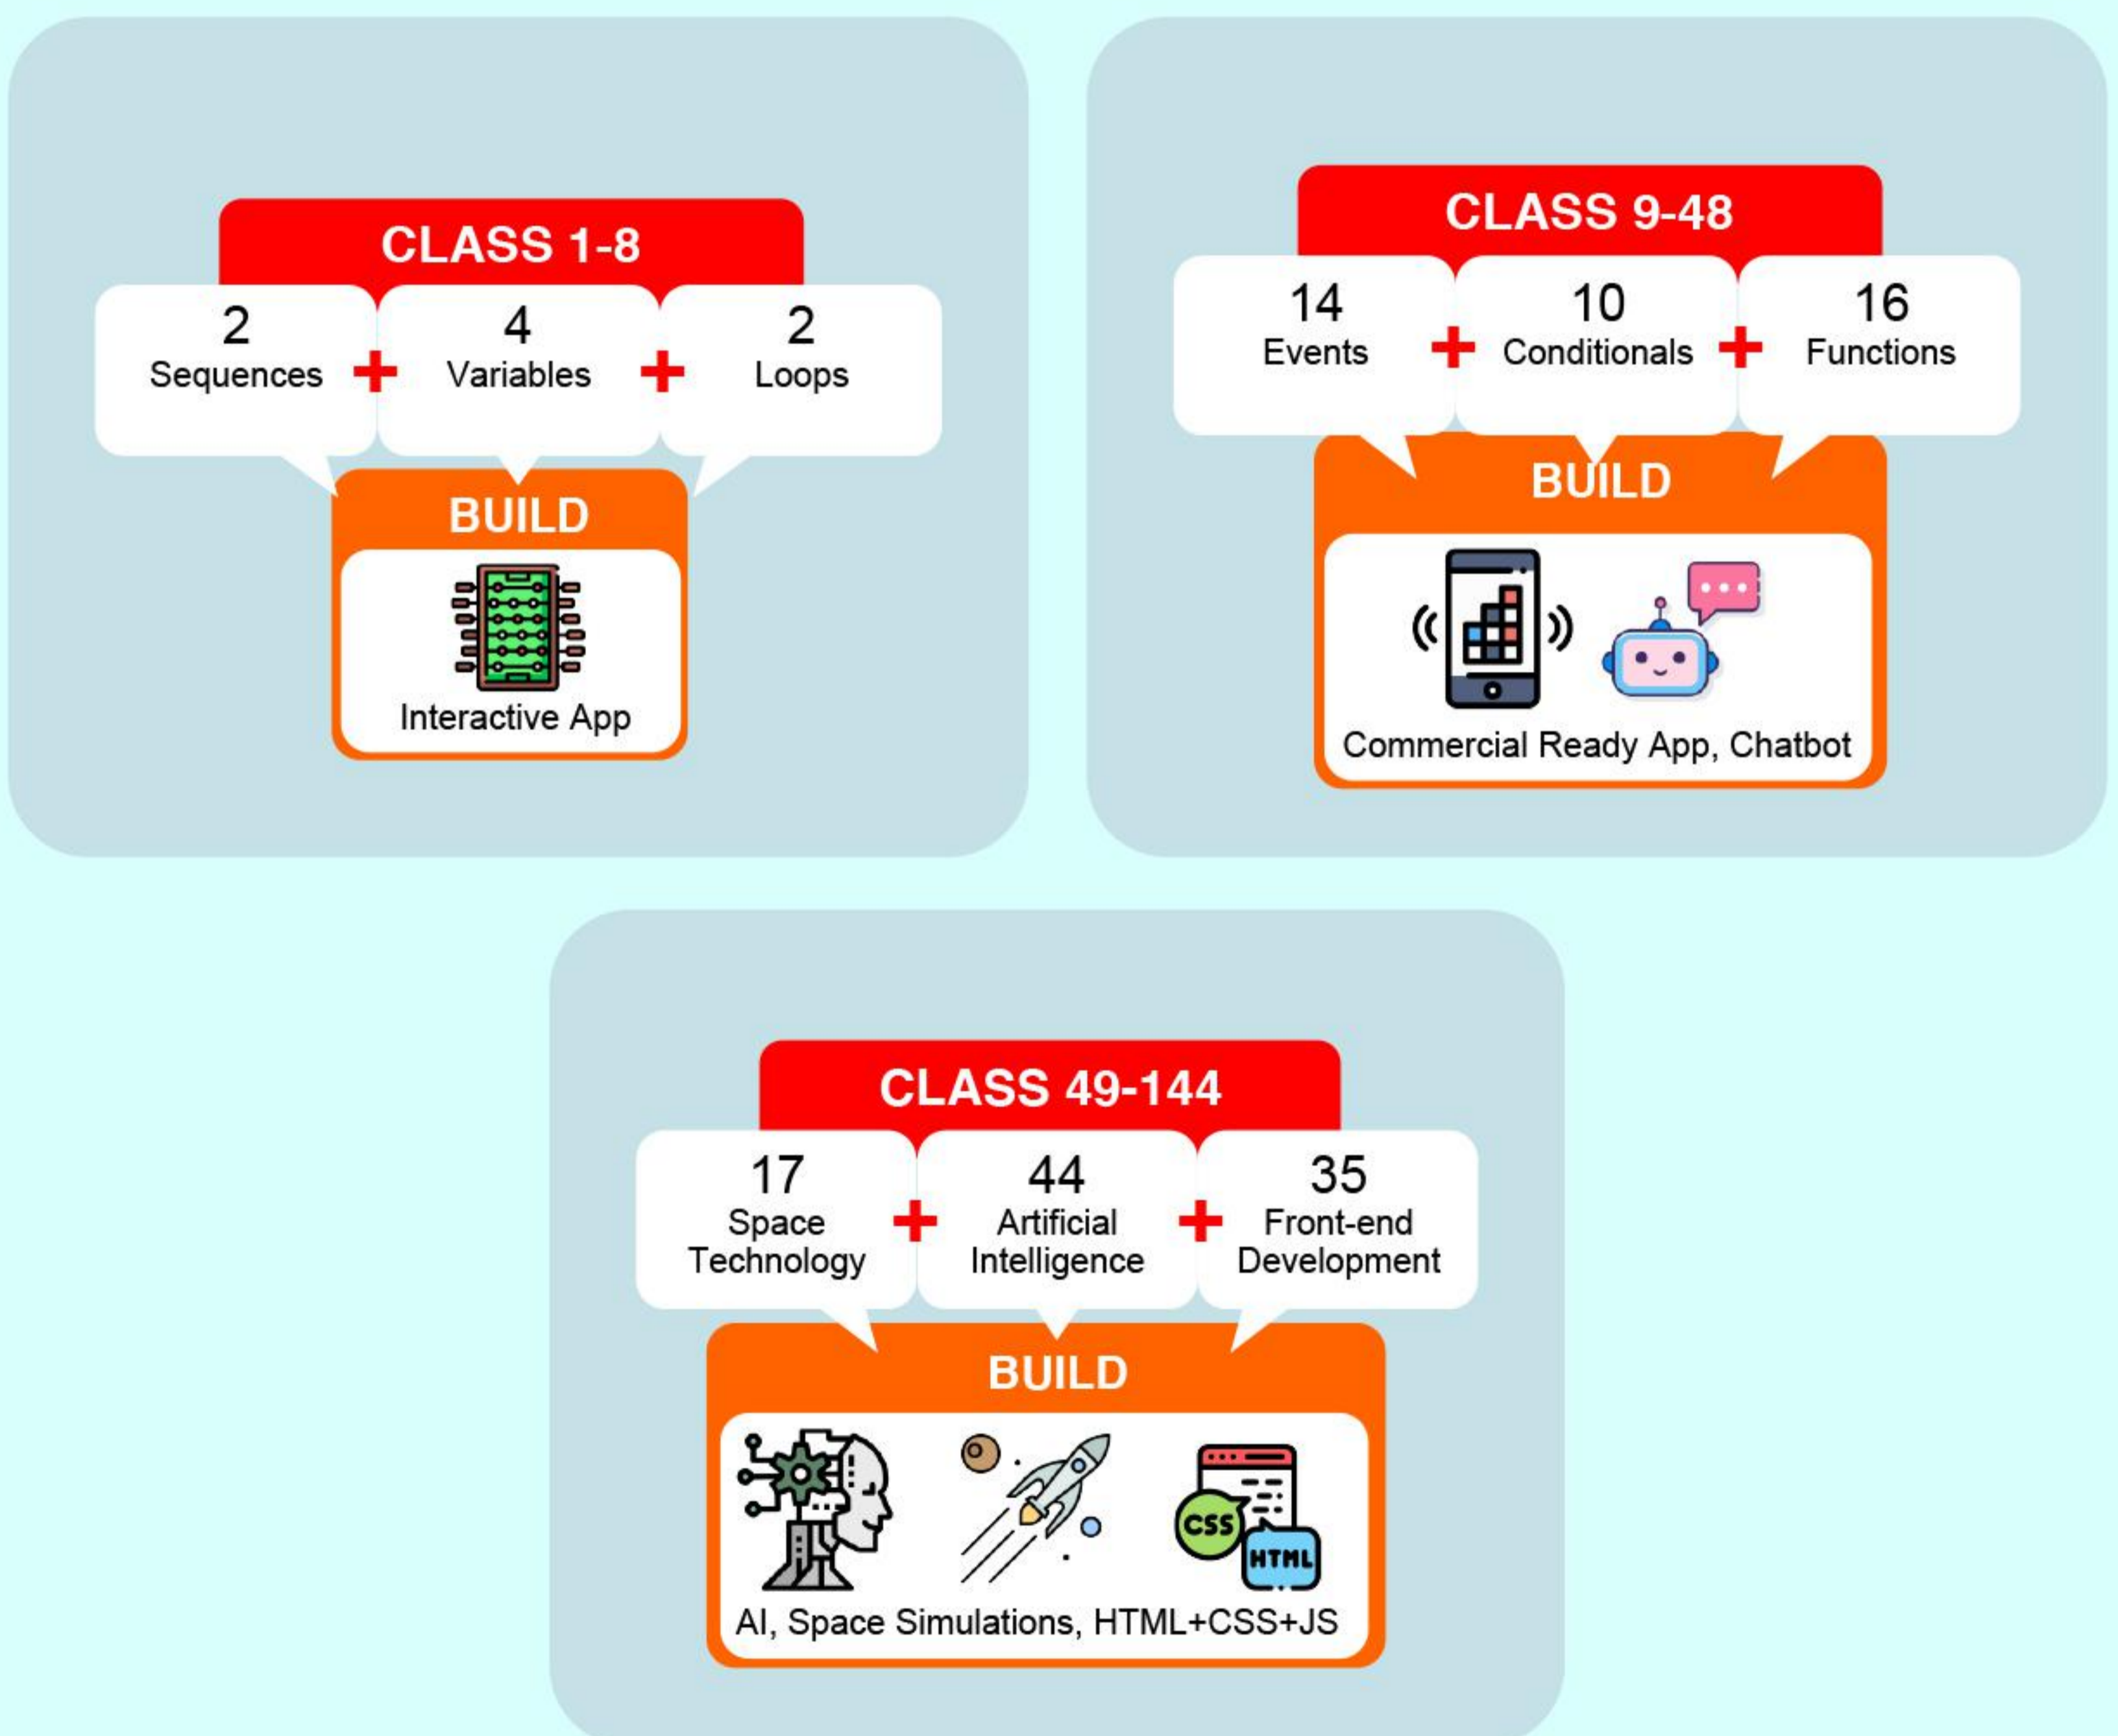 CLASS 1-8
2
Sequences
4
Variables
2
Loops
BUILD
Interactive App
CLASS 9-48
14
Events
10
Conditionals
16
Functions
BUILD
Commercial Ready App, Chatbot
CLASS 49-144
17
Space
Technology
44
Artificial
Intelligence
35
Front-end
Development
BUILD
CSS
HTML
AI, Space Simulations, HTML+CSS+JS